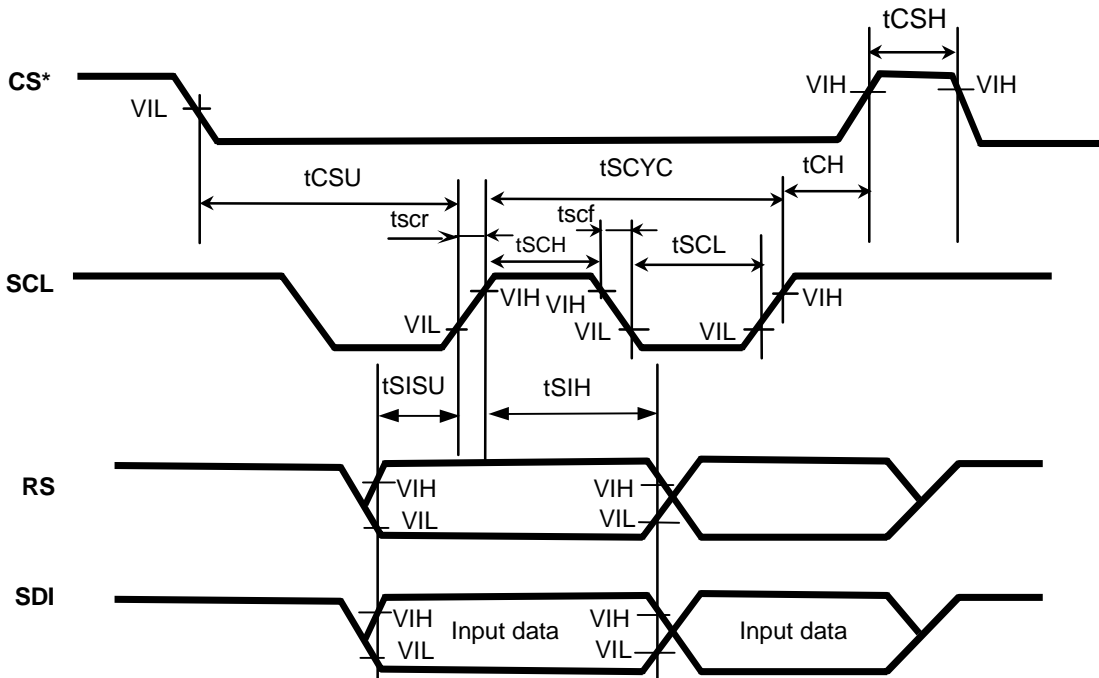 tCSH
CS*
VIL
VIH
VIH
tCSU
tSCYC
tCH
tscr
tscf
tSCH
tSCL
SCL
VIH
VIH
VIH
VIL
VIL
VIL
tSISU
tSIH
RS
VIH
VIH
VIL
VIL
SDI
VIH
VIH
Input data
Input data
VIL
VIL